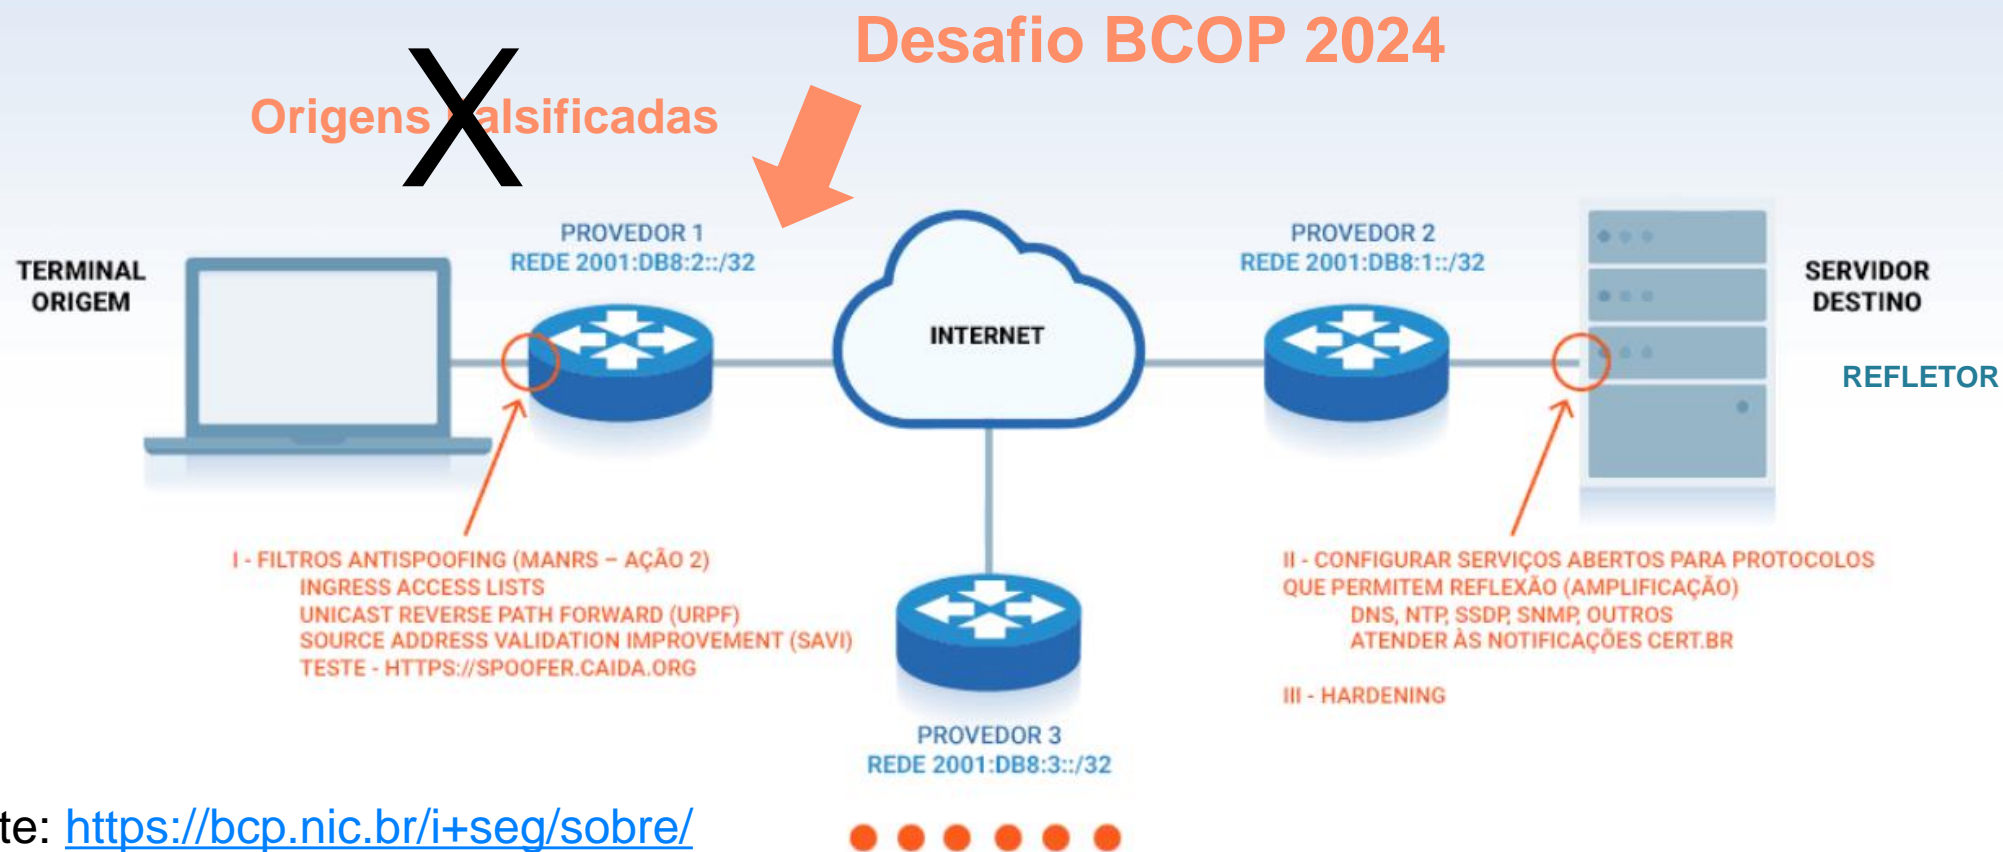 Desafio BCOP 2024
Origens alsificadas
PROVEDOR 1
REDE 2001:DB8:2::/32
PROVEDOR 2
REDE 2001:DB8:1::/32
TERMINAL
ORIGEM
INTERNET
SERVIDOR
DESTINO
REFLETOR
I - FILTROS ANTISPOOFING (MANRS – AÇÃO 2)
INGRESS ACCESS LISTS
UNICAST REVERSE PATH FORWARD (URPF)
SOURCE ADDRESS VALIDATION IMPROVEMENT (SAVI)
TESTE - HTTPS://SPOOFER.CAIDA.ORG
II - CONFIGURAR SERVIÇOS ABERTOS PARA PROTOCOLOS
QUE PERMITEM REFLEXÃO (AMPLIFICAÇÃO)
DNS, NTP, SSDP, SNMP, OUTROS
ATENDER ÀS NOTIFICAÇÕES CERT.BR
III - HARDENING
PROVEDOR 3
REDE 2001:DB8:3::/32
te: https://bcp.nic.br/i+seg/sobre/